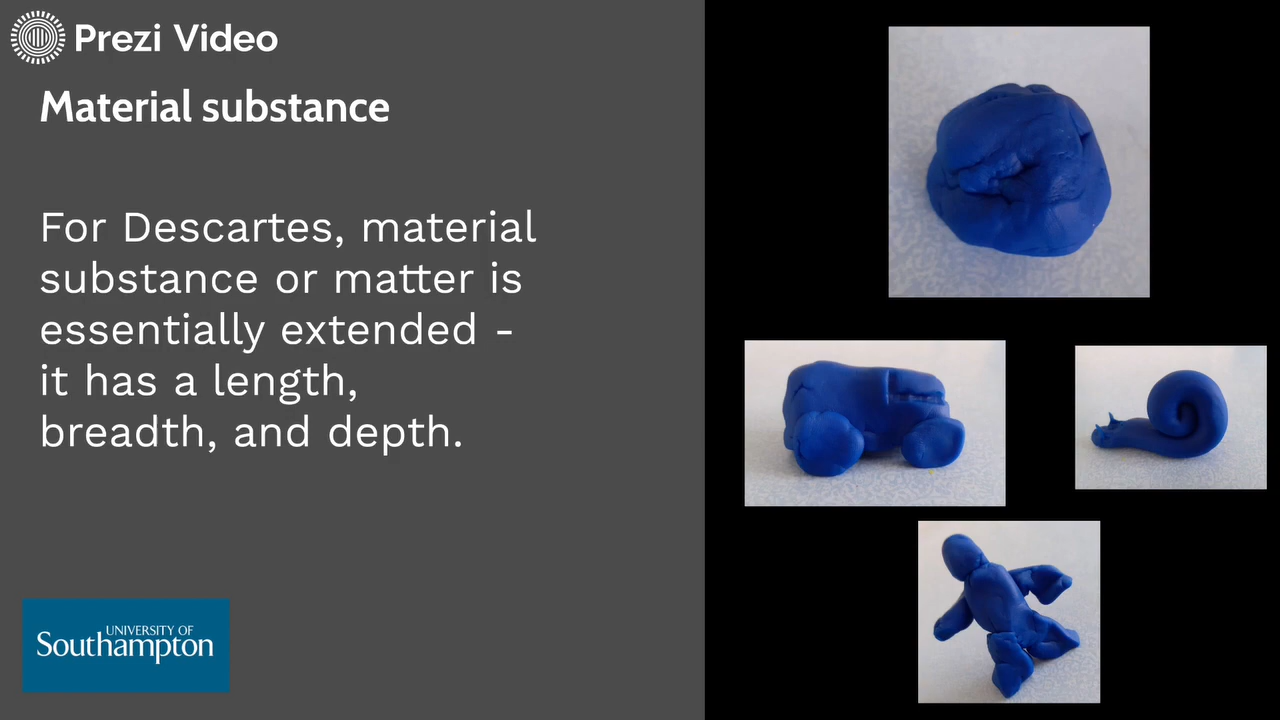 Prezi Video
Material substance
For Descartes, material
substance or matter is
essentially extended -
it has a length,
breadth, and depth.
UNIVERSITY OF
Southampton